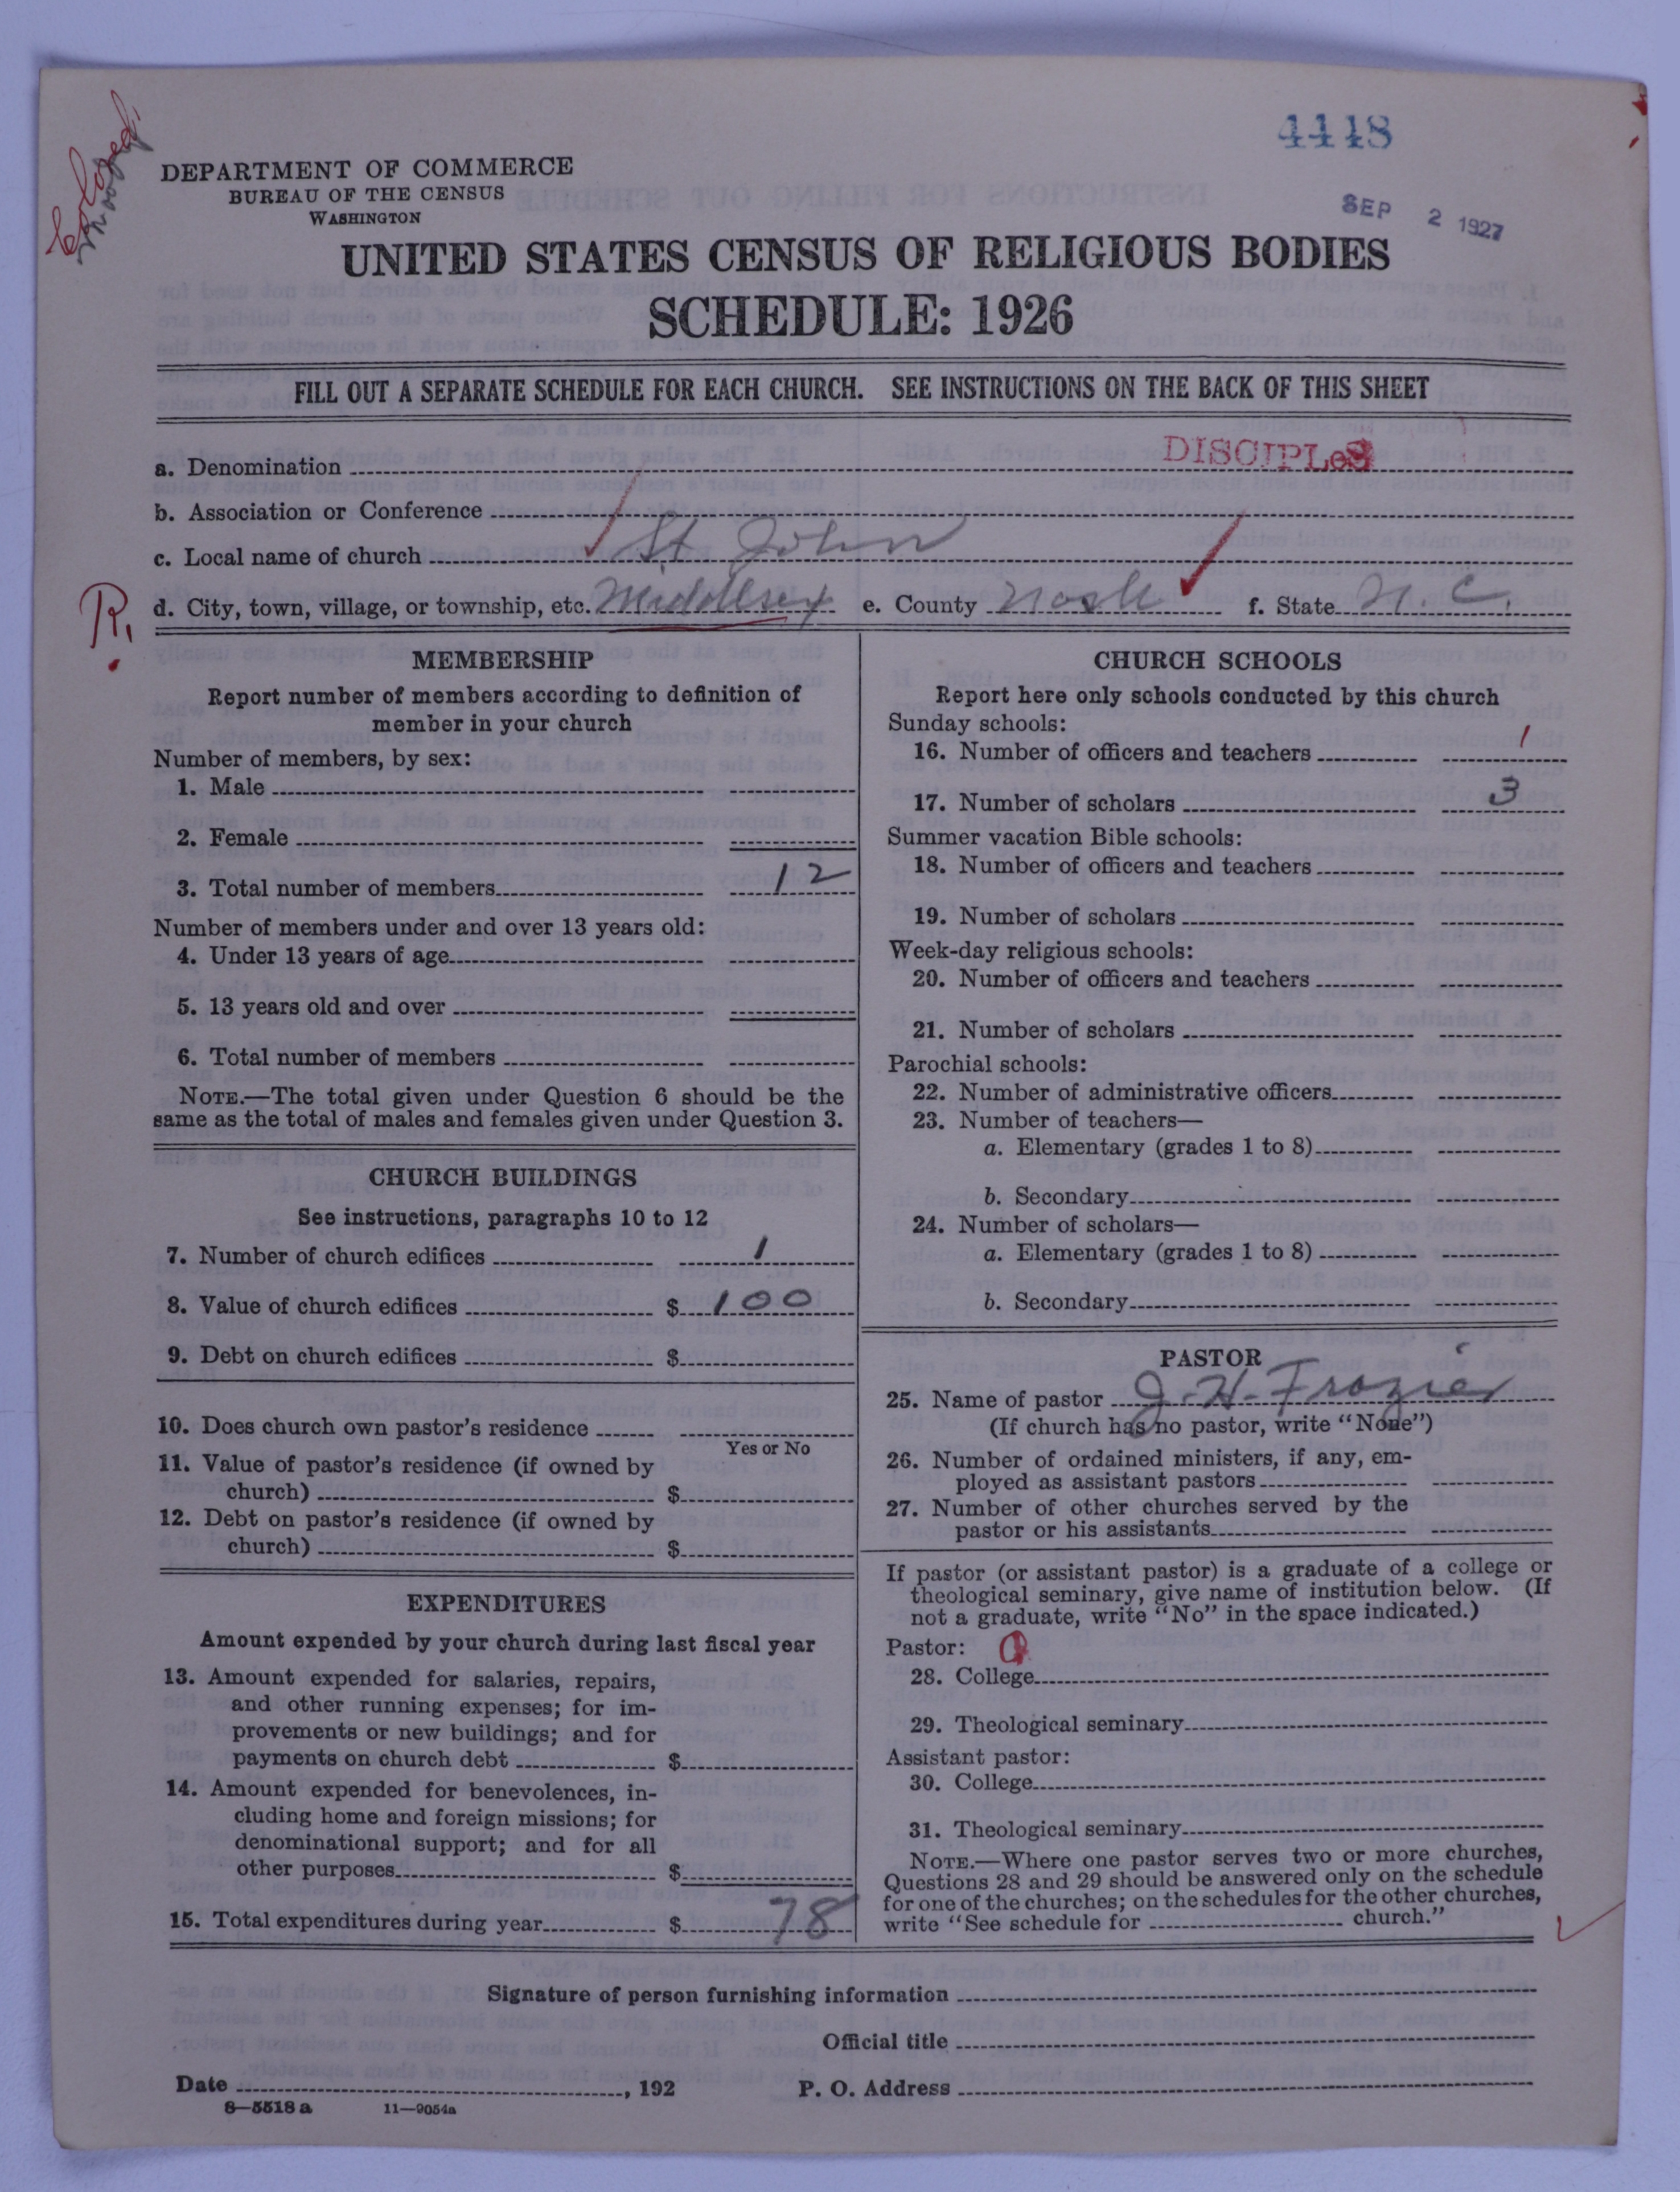 Colored
4448
DEPARTMENT OF COMMERCE
BUREAU OF THE CENSUS
WASHINGTON
SEP 2 1927
UNITED STATES CENSUS OF RELIGIOUS BODIES
SCHEDULE: 1926
FILL OUT A SEPARATE SCHEDULE FOR EACH CHURCH. SEE INSTRUCTIONS ON THE BACK OF THIS SHEET
a. Denomination DISCIPLes
b. Association or Conference
c. Local name of church St John
R.
d. City, town, village, or township, etc. Middlesex e. County Nash f. State N. C.
MEMBERSHIP
Report number of members according to definition of
member in your church
Number of members, by sex:
1. Male
2. Female
3. Total number of members 12
Number of members under and over 13 years old:
4. Under 13 years of age
5. 13 years old and over
6. Total number of members
NOTE.—The total given under Question 6 should be the
same as the total of males and females given under Question 3.
CHURCH BUILDINGS
See instructions, paragraphs 10 to 12
7. Number of church edifices 1
8. Value of church edifices $ 100
9. Debt on church edifices $
10. Does church own pastor's residence
Yes or No
11. Value of pastor's residence (if owned by
church) $
12. Debt on pastor's residence (if owned by
church) $
EXPENDITURES
Amount expended by your church during last fiscal year
13. Amount expended for salaries, repairs,
and other running expenses; for im-
provements or new buildings; and for
payments on church debt $
14. Amount expended for benevolences, in-
cluding home and foreign missions; for
denominational support; and for all
other purposes $
15. Total expenditures during year $ 78
CHURCH SCHOOLS
Report here only schools conducted by this church
Sunday schools:
16. Number of officers and teachers 1
17. Number of scholars 3
Summer vacation Bible schools:
18. Number of officers and teachers
19. Number of scholars
Week-day religious schools:
20. Number of officers and teachers
21. Number of scholars
Parochial schools:
22. Number of administrative officers
23. Number of teachers—
a. Elementary (grades 1 to 8)
b. Secondary
24. Number of scholars—
a. Elementary (grades 1 to 8)
b. Secondary
PASTOR
25. Name of pastor J. H. Frazier
(If church has no pastor, write "None")
26. Number of ordained ministers, if any, em-
ployed as assistant pastors
27. Number of other churches served by the
pastor or his assistants
If pastor (or assistant pastor) is a graduate of a college or
theological seminary, give name of institution below. (If
not a graduate, write "No" in the space indicated.)
Pastor:
28. College
29. Theological seminary
Assistant pastor:
30. College
31. Theological seminary
NOTE.—Where one pastor serves two or more churches,
Questions 28 and 29 should be answered only on the schedule
for one of the churches; on the schedules for the other churches,
write "See schedule for church."
Signature of person furnishing information
Official title
Date , 192 P. O. Address
8—5518 a 11—9054a